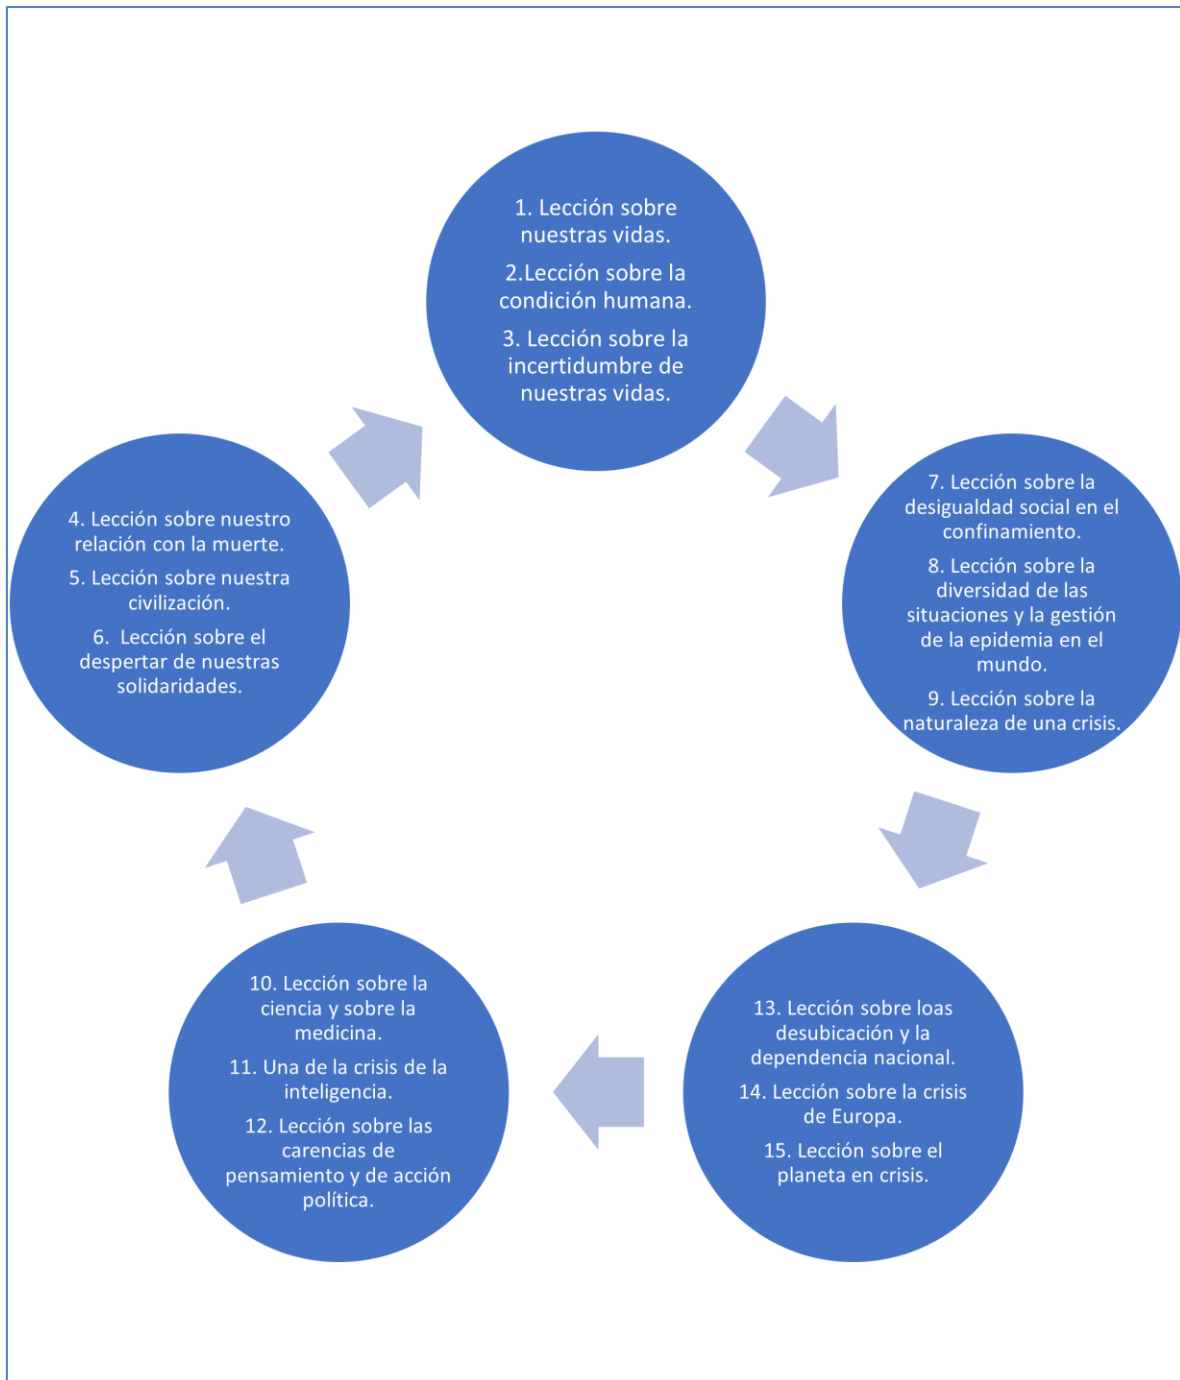 1. Lección sobre
nuestras vidas.
2.Lección sobre la
condición humana.
3. Lección sobre la
incertidumbre de
nuestras vidas.
7. Lección sobre la
desigualdad social en el
confinamiento.
8. Lección sobre la
diversidad de las
situaciones y la gestión
de la epidemia en el
mundo.
9. Lección sobre la
naturaleza de una crisis.
13. Lección sobre loas
desubicación y la
dependencia nacional.
14. Lección sobre la crisis
de Europa.
15. Lección sobre el
planeta en crisis.
10. Lección sobre la
ciencia y sobre la
medicina.
11. Una de la crisis de la
inteligencia.
12. Lección sobre las
carencias de
pensamiento y de acción
política.
4. Lección sobre nuestro
relación con la muerte.
5. Lección sobre nuestra
civilización.
6. Lección sobre el
despertar de nuestras
solidaridades.